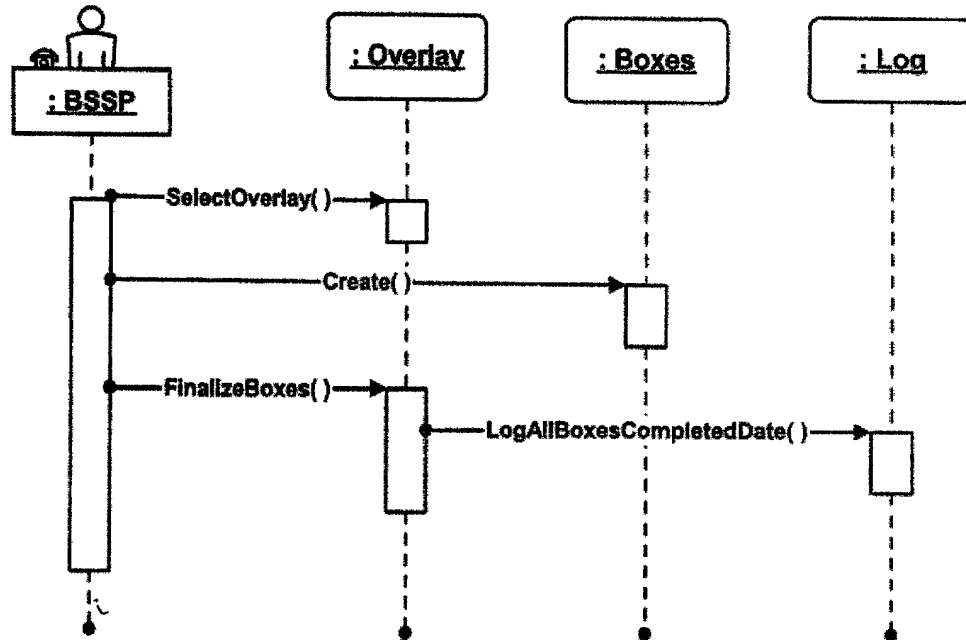 : BSSP
: Overlay
: Boxes
: Log
SelectOverlay( )
Create( )
FinalizeBoxes( )
LogAllBoxesCompletedDate( )